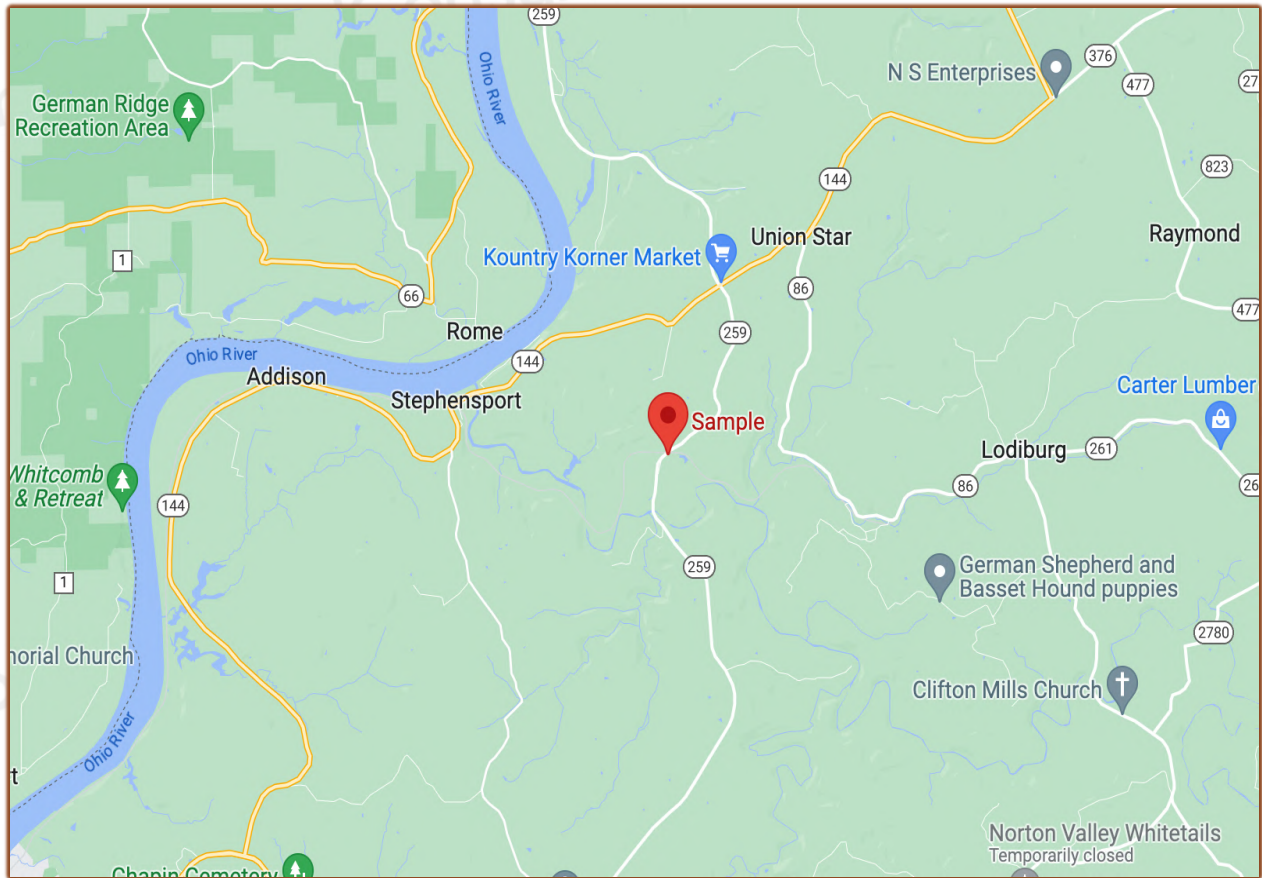 259
Ohio River
N S Enterprises
376
477
27
German Ridge
Recreation Area
823
144
Union Star
Raymond
1
Kountry Korner Market
86
66
477
Rome
259
Ohio River
144
Addison
Stephensport
Carter Lumber
Sample
Lodiburg
261
Whitcomb
& Retreat
144
86
26
259
German Shepherd and
Basset Hound puppies
1
2780
morial Church
Clifton Mills Church
Ohio River
t
Norton Valley Whitetails
Temporarily closed
Chapin Cemetery